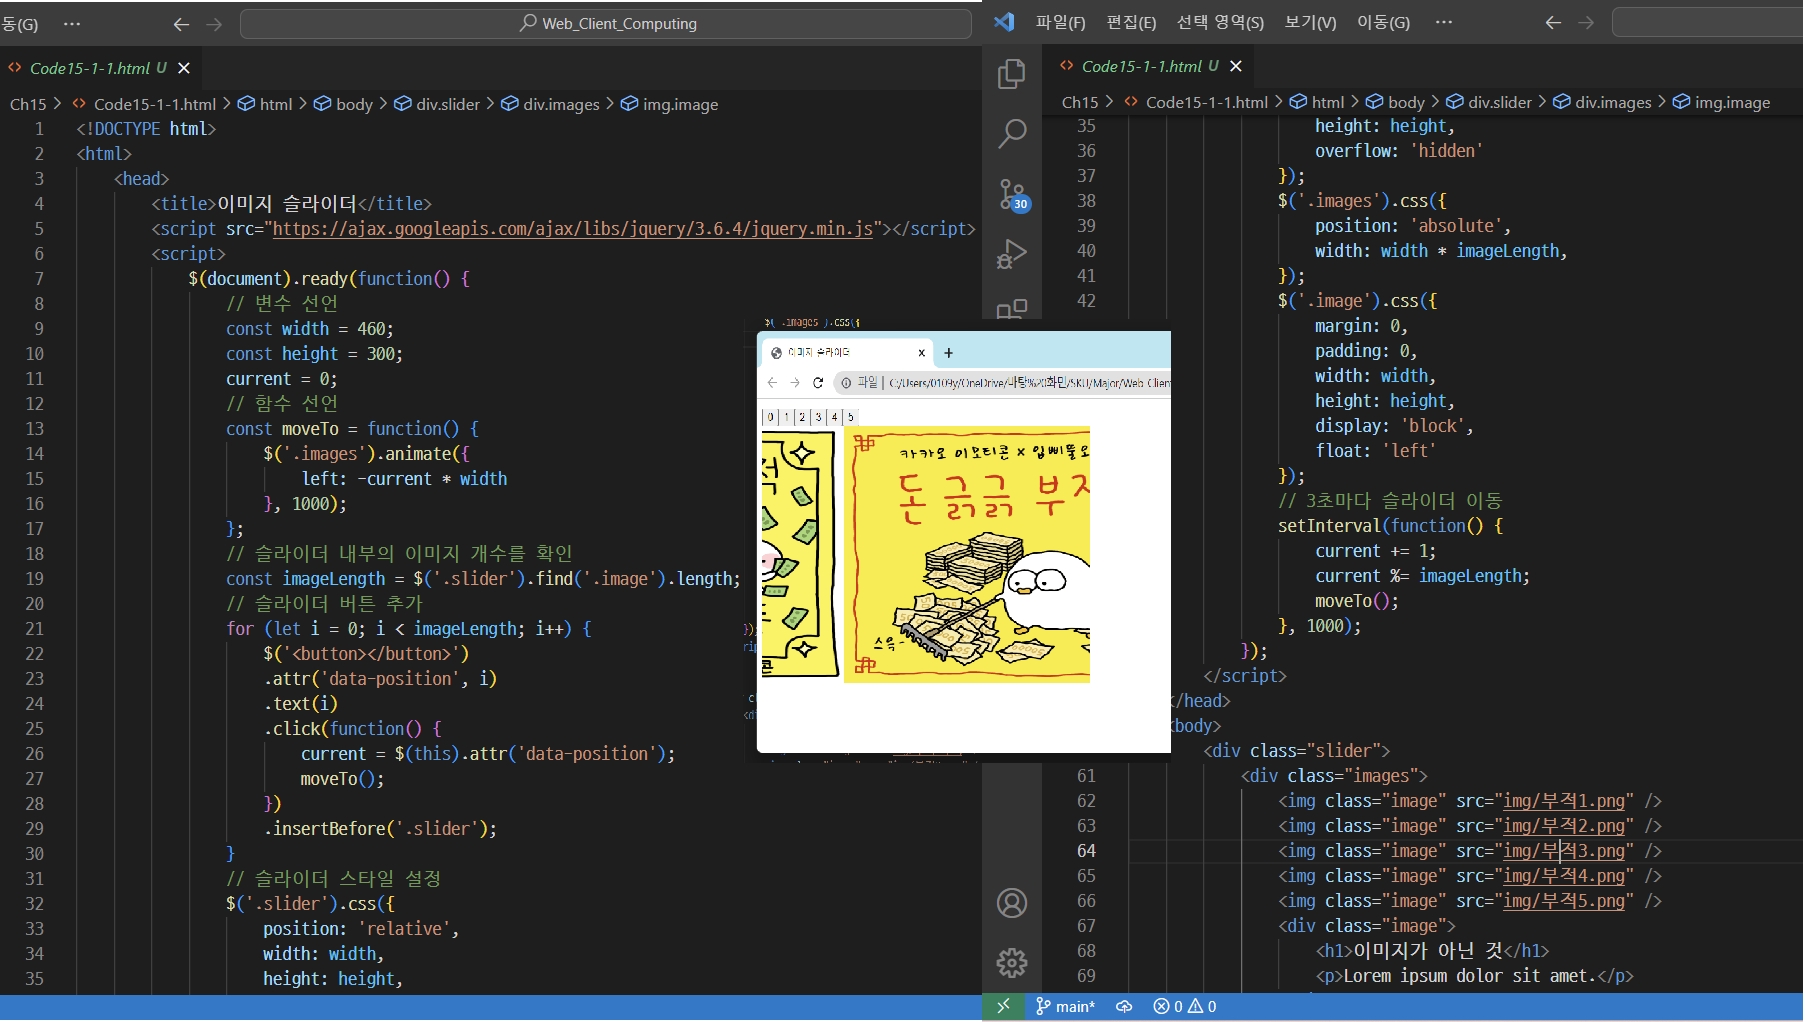 동(G) ··· Web_Client_Computing
Code15-1-1.html U
Ch15 > Code15-1-1.html > html > body > div.slider > div.images > img.image
1 <!DOCTYPE html>
2 <html>
3 <head>
4 <title>이미지 슬라이더</title>
5 <script src="https://ajax.googleapis.com/ajax/libs/jquery/3.6.4/jquery.min.js"></script>
6 <script>
7 $(document).ready(function() {
8 // 변수 선언
9 const width = 460;
10 const height = 300;
11 current = 0;
12 // 함수 선언
13 const moveTo = function() {
14 $('.images').animate({
15 left: -current * width
16 }, 1000);
17 };
18 // 슬라이더 내부의 이미지 개수를 확인
19 const imageLength = $('.slider').find('.image').length;
20 // 슬라이더 버튼 추가
21 for (let i = 0; i < imageLength; i++) {
22 $('<button></button>')
23 .attr('data-position', i)
24 .text(i)
25 .click(function() {
26 current = $(this).attr('data-position');
27 moveTo();
28 })
29 .insertBefore('.slider');
30 }
31 // 슬라이더 스타일 설정
32 $('.slider').css({
33 position: 'relative',
34 width: width,
35 height: height,
$( .images ).css({
이미지 슬라이더
파일 | C:/Users/0109y/OneDrive/바탕%20화면/SKU/Major/Web Client
0 1 2 3 4 5
적
카카오 이모티콘 × 입삐뚤오
돈 긁긁 부자
스윽~
파일(F) 편집(E) 선택 영역(S) 보기(V) 이동(G) ···
Code15-1-1.html U
Ch15 > Code15-1-1.html > html > body > div.slider > div.images > img.image
30
35 height: height,
36 overflow: 'hidden'
37 });
38 $('.images').css({
39 position: 'absolute',
40 width: width * imageLength,
41 });
42 $('.image').css({
margin: 0,
padding: 0,
width: width,
height: height,
display: 'block',
float: 'left'
});
// 3초마다 슬라이더 이동
setInterval(function() {
current += 1;
current %= imageLength;
moveTo();
}, 1000);
});
</script>
/head>
body>
<div class="slider">
61 <div class="images">
62 <img class="image" src="img/부적1.png" />
63 <img class="image" src="img/부적2.png" />
64 <img class="image" src="img/부적3.png" />
65 <img class="image" src="img/부적4.png" />
66 <img class="image" src="img/부적5.png" />
67 <div class="image">
68 <h1>이미지가 아닌 것</h1>
69 <p>Lorem ipsum dolor sit amet.</p>
main* 0 0